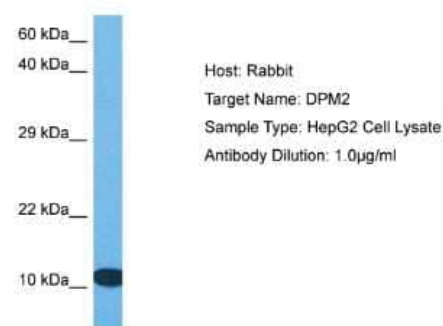 60 kDa
40 kDa
29 kDa
22 kDa
10 kDa
Host: Rabbit
Target Name: DPM2
Sample Type: HepG2 Cell Lysate
Antibody Dilution: 1.0µg/ml